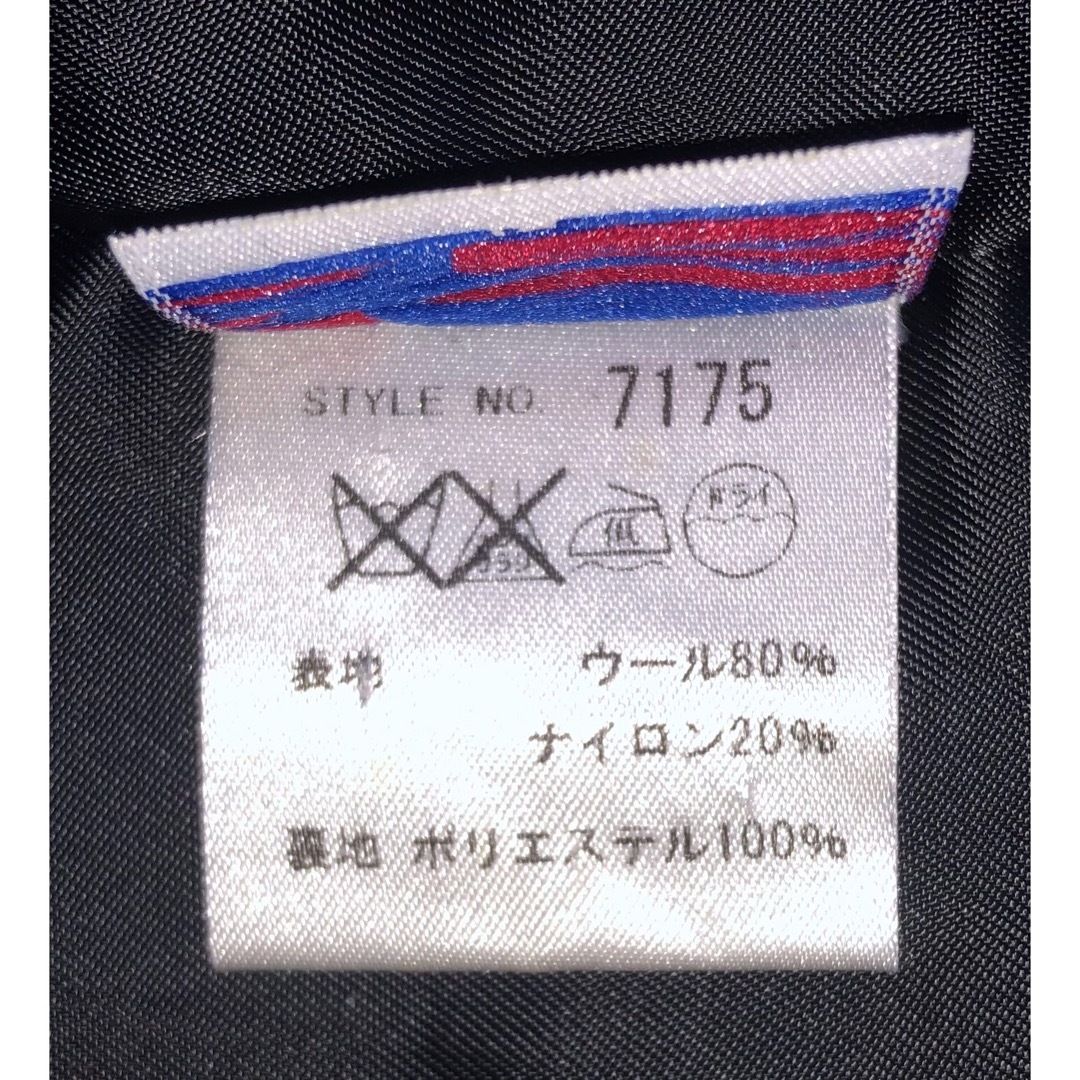 STYLE NO. 7175
ドライ
表地 ウール80%
ナイロン20%
裏地 ポリエステル100%